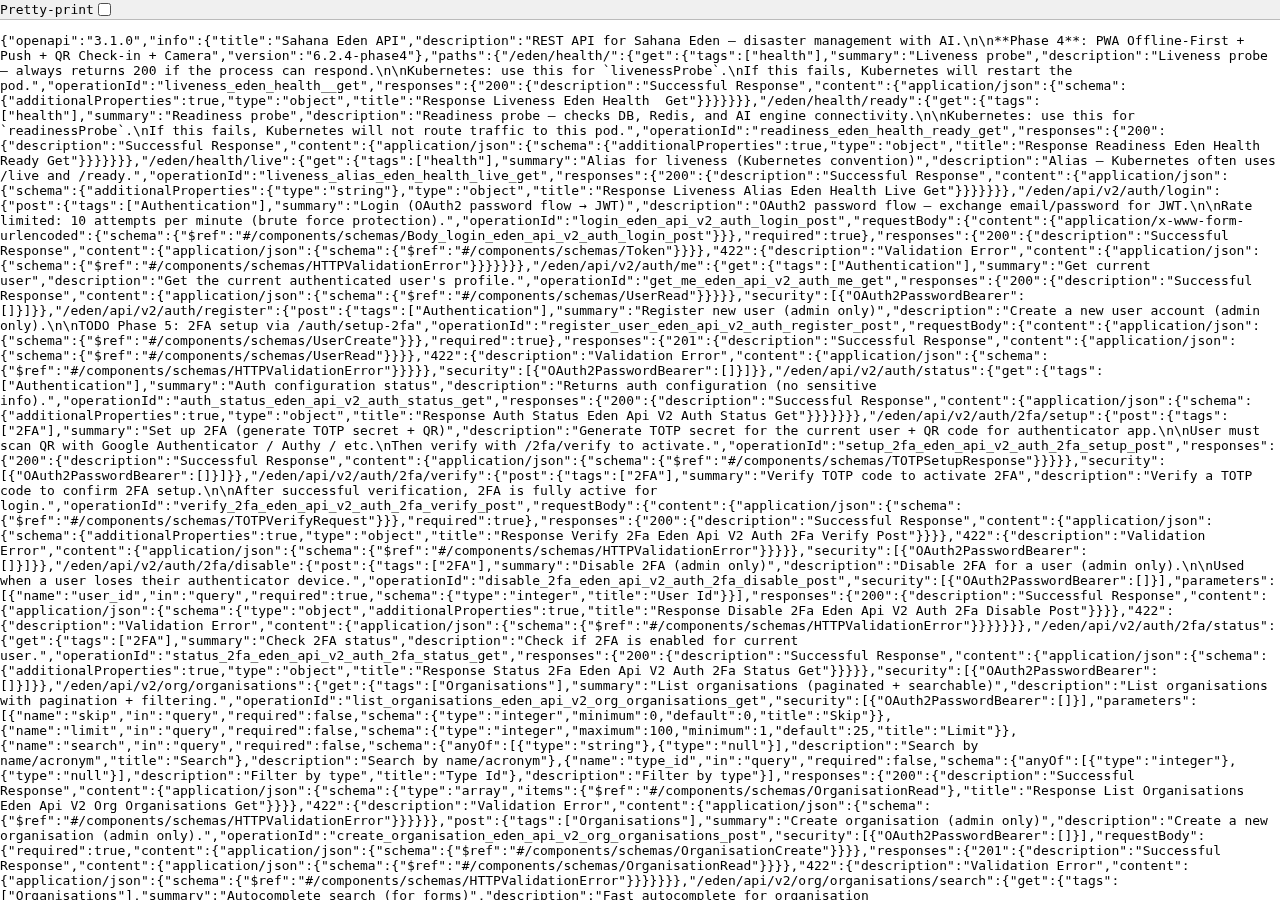 Pretty-print
{"openapi":"3.1.0","info":{"title":"Sahana Eden API","description":"REST API for Sahana Eden — disaster management with AI.\n\n**Phase 4**: PWA Offline-First +
Push + QR Check-in + Camera","version":"6.2.4-phase4"},"paths":{"/eden/health/":{"get":{"tags":["health"],"summary":"Liveness probe","description":"Liveness probe
— always returns 200 if the process can respond.\n\nKubernetes: use this for `livenessProbe`.\nIf this fails, Kubernetes will restart the
pod.","operationId":"liveness_eden_health__get","responses":{"200":{"description":"Successful Response","content":{"application/json":{"schema":
{"additionalProperties":true,"type":"object","title":"Response Liveness Eden Health  Get"}}}}}}},"/eden/health/ready":{"get":{"tags":
["health"],"summary":"Readiness probe","description":"Readiness probe — checks DB, Redis, and AI engine connectivity.\n\nKubernetes: use this for
`readinessProbe`.\nIf this fails, Kubernetes will not route traffic to this pod.","operationId":"readiness_eden_health_ready_get","responses":{"200":
{"description":"Successful Response","content":{"application/json":{"schema":{"additionalProperties":true,"type":"object","title":"Response Readiness Eden Health
Ready Get"}}}}}}},"/eden/health/live":{"get":{"tags":["health"],"summary":"Alias for liveness (Kubernetes convention)","description":"Alias — Kubernetes often uses
/live and /ready.","operationId":"liveness_alias_eden_health_live_get","responses":{"200":{"description":"Successful Response","content":{"application/json":
{"schema":{"additionalProperties":{"type":"string"},"type":"object","title":"Response Liveness Alias Eden Health Live Get"}}}}}}},"/eden/api/v2/auth/login":
{"post":{"tags":["Authentication"],"summary":"Login (OAuth2 password flow → JWT)","description":"OAuth2 password flow — exchange email/password for JWT.\n\nRate
limited: 10 attempts per minute (brute force protection).","operationId":"login_eden_api_v2_auth_login_post","requestBody":{"content":{"application/x-www-form-
urlencoded":{"schema":{"$ref":"#/components/schemas/Body_login_eden_api_v2_auth_login_post"}}},"required":true},"responses":{"200":{"description":"Successful
Response","content":{"application/json":{"schema":{"$ref":"#/components/schemas/Token"}}}},"422":{"description":"Validation Error","content":{"application/json":
{"schema":{"$ref":"#/components/schemas/HTTPValidationError"}}}}}}},"/eden/api/v2/auth/me":{"get":{"tags":["Authentication"],"summary":"Get current
user","description":"Get the current authenticated user's profile.","operationId":"get_me_eden_api_v2_auth_me_get","responses":{"200":{"description":"Successful
Response","content":{"application/json":{"schema":{"$ref":"#/components/schemas/UserRead"}}}}},"security":[{"OAuth2PasswordBearer":
[]}]}},"/eden/api/v2/auth/register":{"post":{"tags":["Authentication"],"summary":"Register new user (admin only)","description":"Create a new user account (admin
only).\n\nTODO Phase 5: 2FA setup via /auth/setup-2fa","operationId":"register_user_eden_api_v2_auth_register_post","requestBody":{"content":{"application/json":
{"schema":{"$ref":"#/components/schemas/UserCreate"}}},"required":true},"responses":{"201":{"description":"Successful Response","content":{"application/json":
{"schema":{"$ref":"#/components/schemas/UserRead"}}}},"422":{"description":"Validation Error","content":{"application/json":{"schema":
{"$ref":"#/components/schemas/HTTPValidationError"}}}}},"security":[{"OAuth2PasswordBearer":[]}]}},"/eden/api/v2/auth/status":{"get":{"tags":
["Authentication"],"summary":"Auth configuration status","description":"Returns auth configuration (no sensitive
info).","operationId":"auth_status_eden_api_v2_auth_status_get","responses":{"200":{"description":"Successful Response","content":{"application/json":{"schema":
{"additionalProperties":true,"type":"object","title":"Response Auth Status Eden Api V2 Auth Status Get"}}}}}}},"/eden/api/v2/auth/2fa/setup":{"post":{"tags":
["2FA"],"summary":"Set up 2FA (generate TOTP secret + QR)","description":"Generate TOTP secret for the current user + QR code for authenticator app.\n\nUser must
scan QR with Google Authenticator / Authy / etc.\nThen verify with /2fa/verify to activate.","operationId":"setup_2fa_eden_api_v2_auth_2fa_setup_post","responses":
{"200":{"description":"Successful Response","content":{"application/json":{"schema":{"$ref":"#/components/schemas/TOTPSetupResponse"}}}}},"security":
[{"OAuth2PasswordBearer":[]}]}},"/eden/api/v2/auth/2fa/verify":{"post":{"tags":["2FA"],"summary":"Verify TOTP code to activate 2FA","description":"Verify a TOTP
code to confirm 2FA setup.\n\nAfter successful verification, 2FA is fully active for
login.","operationId":"verify_2fa_eden_api_v2_auth_2fa_verify_post","requestBody":{"content":{"application/json":{"schema":
{"$ref":"#/components/schemas/TOTPVerifyRequest"}}},"required":true},"responses":{"200":{"description":"Successful Response","content":{"application/json":
{"schema":{"additionalProperties":true,"type":"object","title":"Response Verify 2Fa Eden Api V2 Auth 2Fa Verify Post"}}}},"422":{"description":"Validation
Error","content":{"application/json":{"schema":{"$ref":"#/components/schemas/HTTPValidationError"}}}}},"security":[{"OAuth2PasswordBearer":
[]}]}},"/eden/api/v2/auth/2fa/disable":{"post":{"tags":["2FA"],"summary":"Disable 2FA (admin only)","description":"Disable 2FA for a user (admin only).\n\nUsed
when a user loses their authenticator device.","operationId":"disable_2fa_eden_api_v2_auth_2fa_disable_post","security":[{"OAuth2PasswordBearer":[]}],"parameters":
[{"name":"user_id","in":"query","required":true,"schema":{"type":"integer","title":"User Id"}}],"responses":{"200":{"description":"Successful Response","content":
{"application/json":{"schema":{"type":"object","additionalProperties":true,"title":"Response Disable 2Fa Eden Api V2 Auth 2Fa Disable Post"}}}},"422":
{"description":"Validation Error","content":{"application/json":{"schema":{"$ref":"#/components/schemas/HTTPValidationError"}}}}}}},"/eden/api/v2/auth/2fa/status":
{"get":{"tags":["2FA"],"summary":"Check 2FA status","description":"Check if 2FA is enabled for current
user.","operationId":"status_2fa_eden_api_v2_auth_2fa_status_get","responses":{"200":{"description":"Successful Response","content":{"application/json":{"schema":
{"additionalProperties":true,"type":"object","title":"Response Status 2Fa Eden Api V2 Auth 2Fa Status Get"}}}}},"security":[{"OAuth2PasswordBearer":
[]}]}},"/eden/api/v2/org/organisations":{"get":{"tags":["Organisations"],"summary":"List organisations (paginated + searchable)","description":"List organisations
with pagination + filtering.","operationId":"list_organisations_eden_api_v2_org_organisations_get","security":[{"OAuth2PasswordBearer":[]}],"parameters":
[{"name":"skip","in":"query","required":false,"schema":{"type":"integer","minimum":0,"default":0,"title":"Skip"}},
{"name":"limit","in":"query","required":false,"schema":{"type":"integer","maximum":100,"minimum":1,"default":25,"title":"Limit"}},
{"name":"search","in":"query","required":false,"schema":{"anyOf":[{"type":"string"},{"type":"null"}],"description":"Search by
name/acronym","title":"Search"},"description":"Search by name/acronym"},{"name":"type_id","in":"query","required":false,"schema":{"anyOf":[{"type":"integer"},
{"type":"null"}],"description":"Filter by type","title":"Type Id"},"description":"Filter by type"}],"responses":{"200":{"description":"Successful
Response","content":{"application/json":{"schema":{"type":"array","items":{"$ref":"#/components/schemas/OrganisationRead"},"title":"Response List Organisations
Eden Api V2 Org Organisations Get"}}}},"422":{"description":"Validation Error","content":{"application/json":{"schema":
{"$ref":"#/components/schemas/HTTPValidationError"}}}}}},"post":{"tags":["Organisations"],"summary":"Create organisation (admin only)","description":"Create a new
organisation (admin only).","operationId":"create_organisation_eden_api_v2_org_organisations_post","security":[{"OAuth2PasswordBearer":[]}],"requestBody":
{"required":true,"content":{"application/json":{"schema":{"$ref":"#/components/schemas/OrganisationCreate"}}}},"responses":{"201":{"description":"Successful
Response","content":{"application/json":{"schema":{"$ref":"#/components/schemas/OrganisationRead"}}}},"422":{"description":"Validation Error","content":
{"application/json":{"schema":{"$ref":"#/components/schemas/HTTPValidationError"}}}}}}},"/eden/api/v2/org/organisations/search":{"get":{"tags":
["Organisations"],"summary":"Autocomplete search (for forms)","description":"Fast autocomplete for organisation